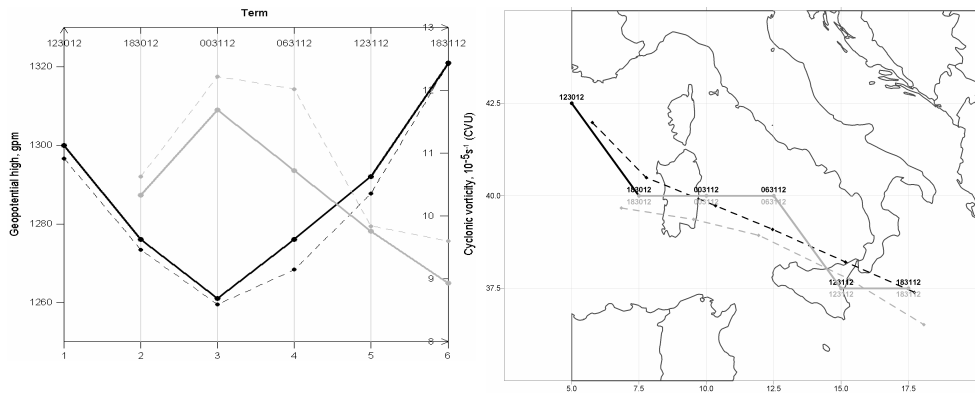 Term
123012 183012 003112 063112 123112 183112
1320
1300
1280
1260
Geopotential high, gpm
13
12
11
10
9
8
Cyclonic vorticity, 10⁻⁵s⁻¹ (CVU)
1 2 3 4 5 6
42.5
40.0
37.5
123012
183012 003112 063112
183012 003112 063112
123112 183112
123112 183112
5.0 7.5 10.0 12.5 15.0 17.5 20.0